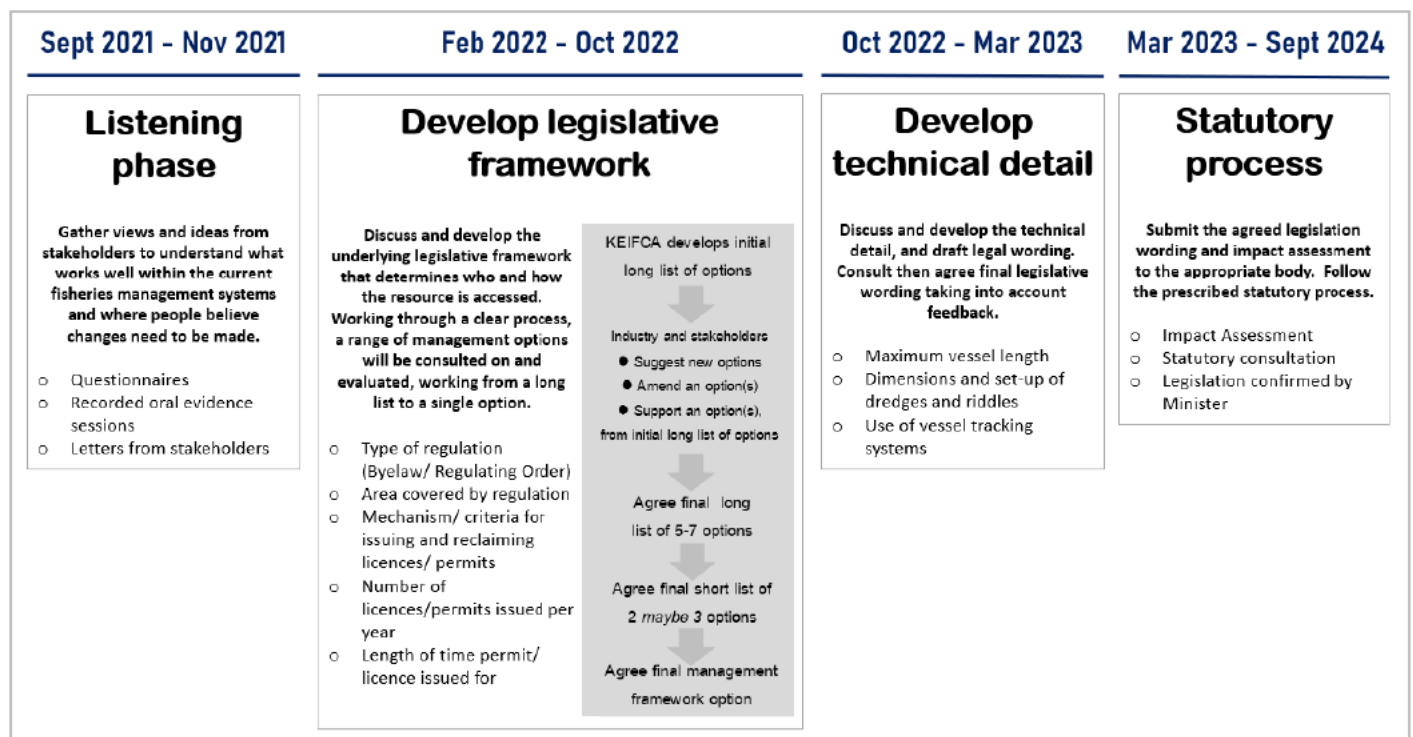 Sept 2021 - Nov 2021
Listening
phase
Gather views and ideas from
stakeholders to understand what
works well within the current
fisheries management systems
and where people believe
changes need to be made.
o Questionnaires
o Recorded oral evidence
sessions
o Letters from stakeholders
Feb 2022 - Oct 2022
Develop legislative
framework
Discuss and develop the
underlying legislative framework
that determines who and how
the resource is accessed.
Working through a clear process,
a range of management options
will be consulted on and
evaluated, working from a long
list to a single option.
o Type of regulation
(Byelaw/ Regulating Order)
o Area covered by regulation
o Mechanism/ criteria for
issuing and reclaiming
licences/ permits
o Number of
licences/permits issued per
year
o Length of time permit/
licence issued for
KEIFCA develops initial
long list of options
Industry and stakeholders
● Suggest new options
● Amend an option(s)
● Support an option(s),
from initial long list of options
Agree final long
list of 5-7 options
Agree final short list of
2 maybe 3 options
Agree final management
framework option
Oct 2022 - Mar 2023
Develop
technical detail
Discuss and develop the technical
detail, and draft legal wording.
Consult then agree final legislative
wording taking into account
feedback.
o Maximum vessel length
o Dimensions and set-up of
dredges and riddles
o Use of vessel tracking
systems
Mar 2023 - Sept 2024
Statutory
process
Submit the agreed legislation
wording and impact assessment
to the appropriate body. Follow
the prescribed statutory process.
o Impact Assessment
o Statutory consultation
o Legislation confirmed by
Minister